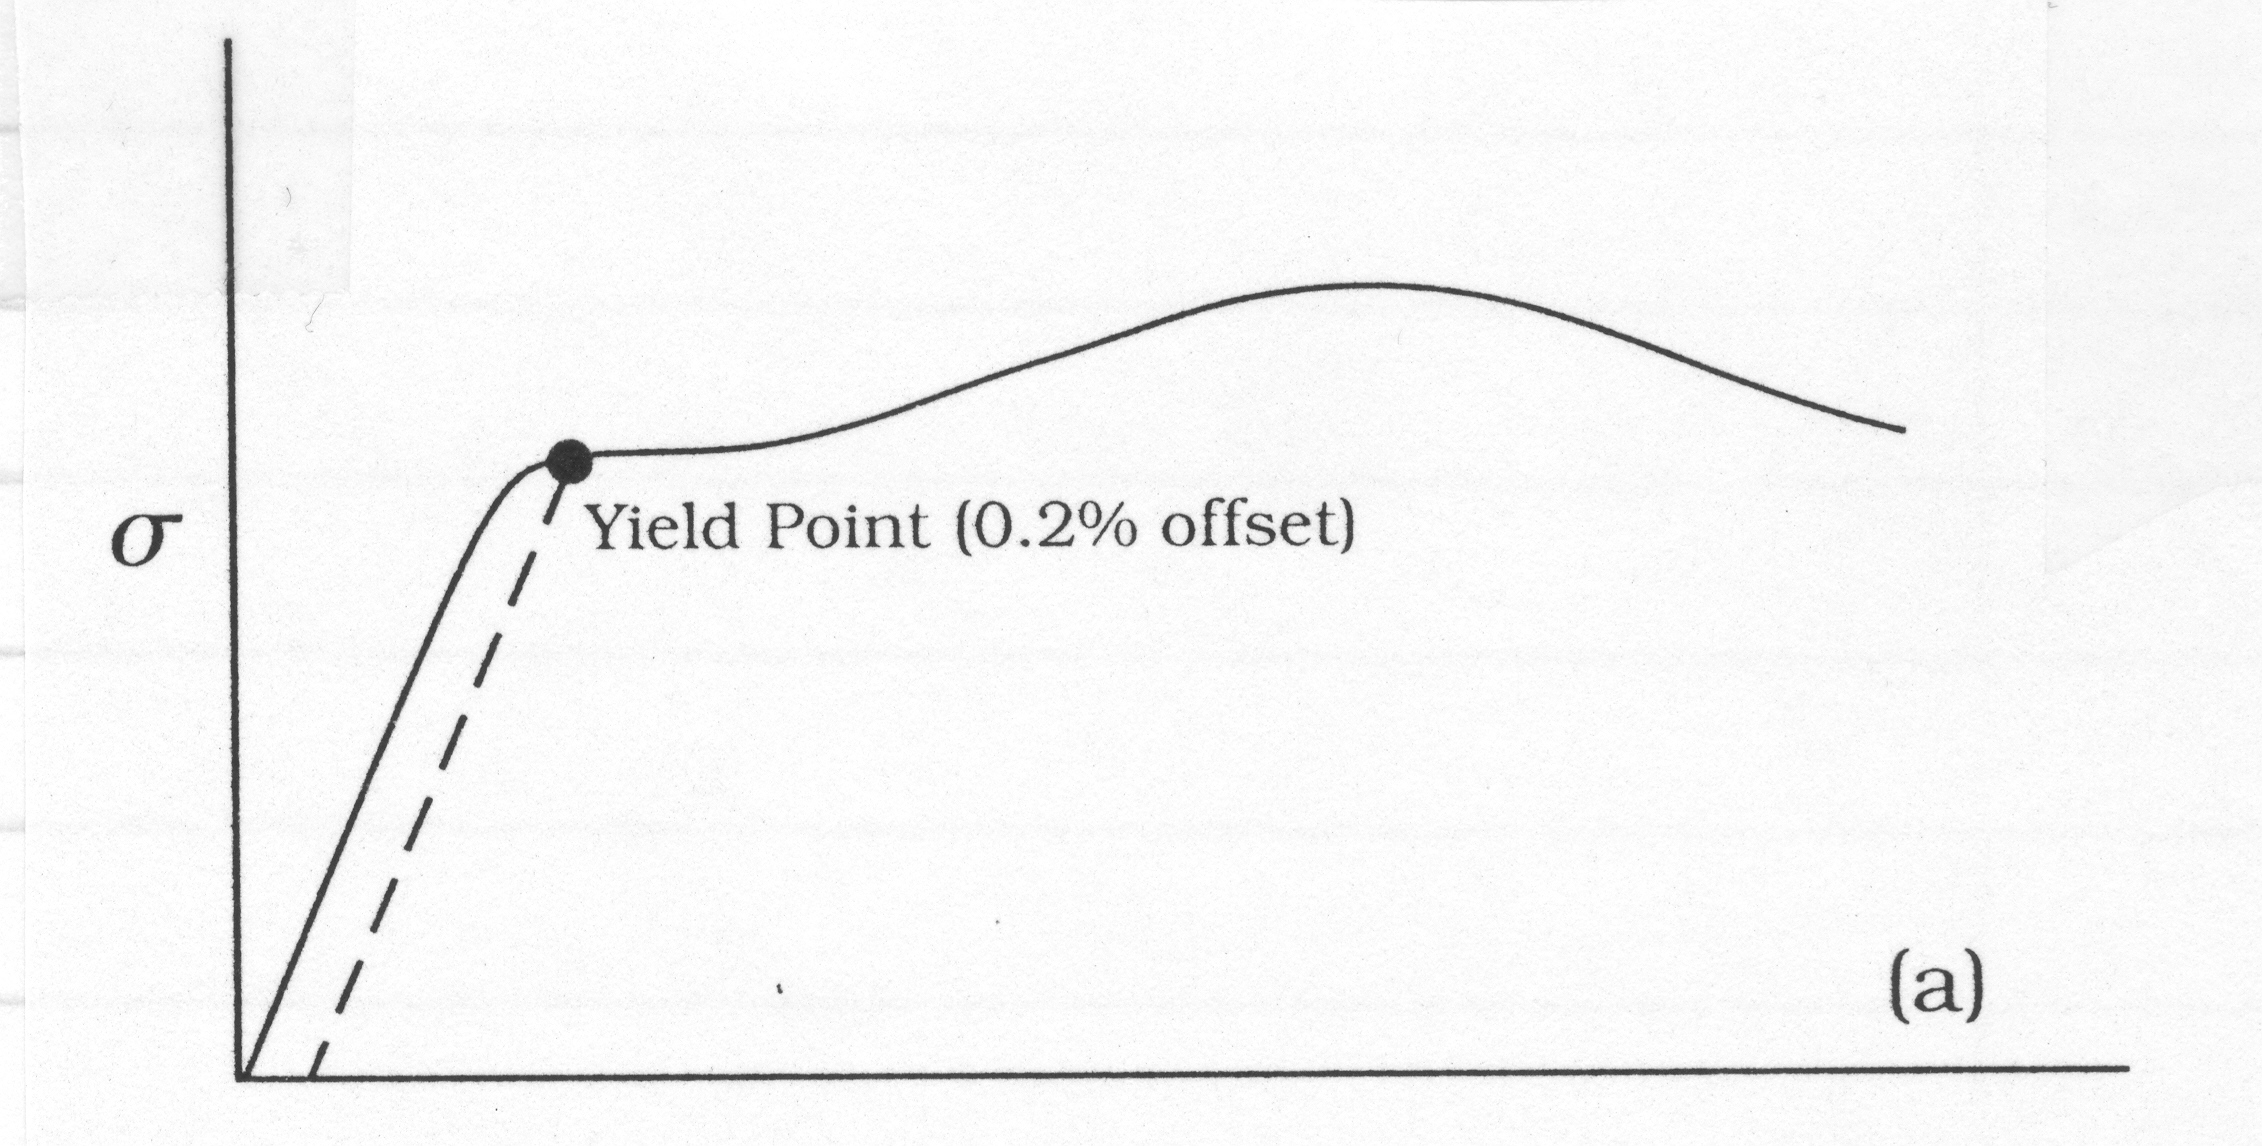 σ
Yield Point (0.2% offset)
(a)